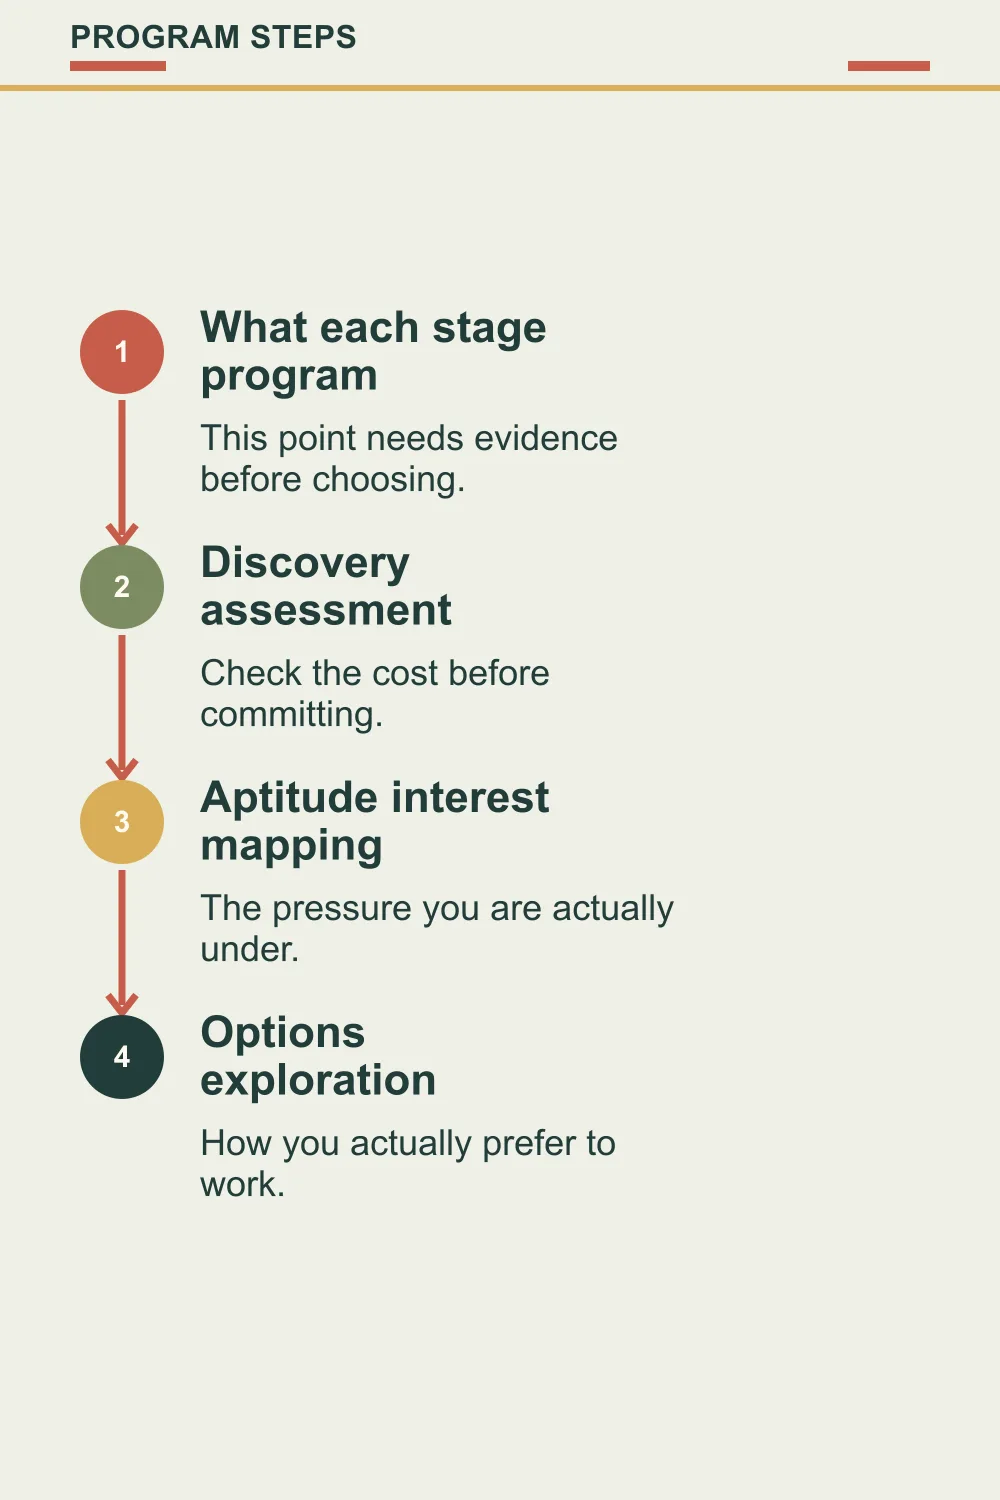 PROGRAM STEPS
1
What each stage
program
This point needs evidence
before choosing.
2
Discovery
assessment
Check the cost before
committing.
3
Aptitude interest
mapping
The pressure you are actually
under.
4
Options
exploration
How you actually prefer to
work.